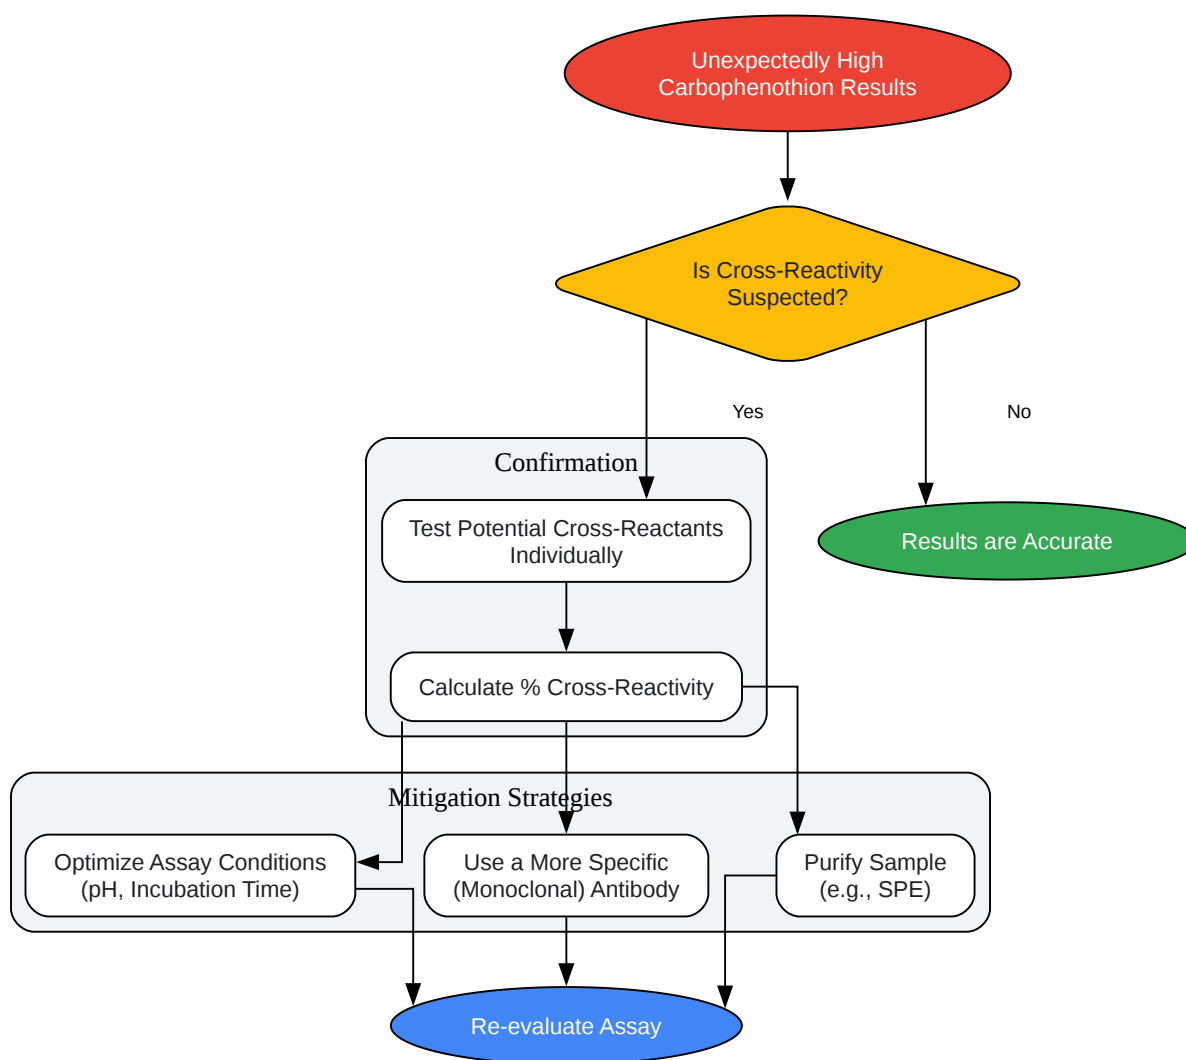 Unexpectedly High
Carbophenothion Results
Is Cross-Reactivity
Suspected?
Yes
No
Confirmation
Test Potential Cross-Reactants
Individually
Results are Accurate
Calculate % Cross-Reactivity
Mitigation Strategies
Optimize Assay Conditions
(pH, Incubation Time)
Use a More Specific
(Monoclonal) Antibody
Purify Sample
(e.g., SPE)
Re-evaluate Assay